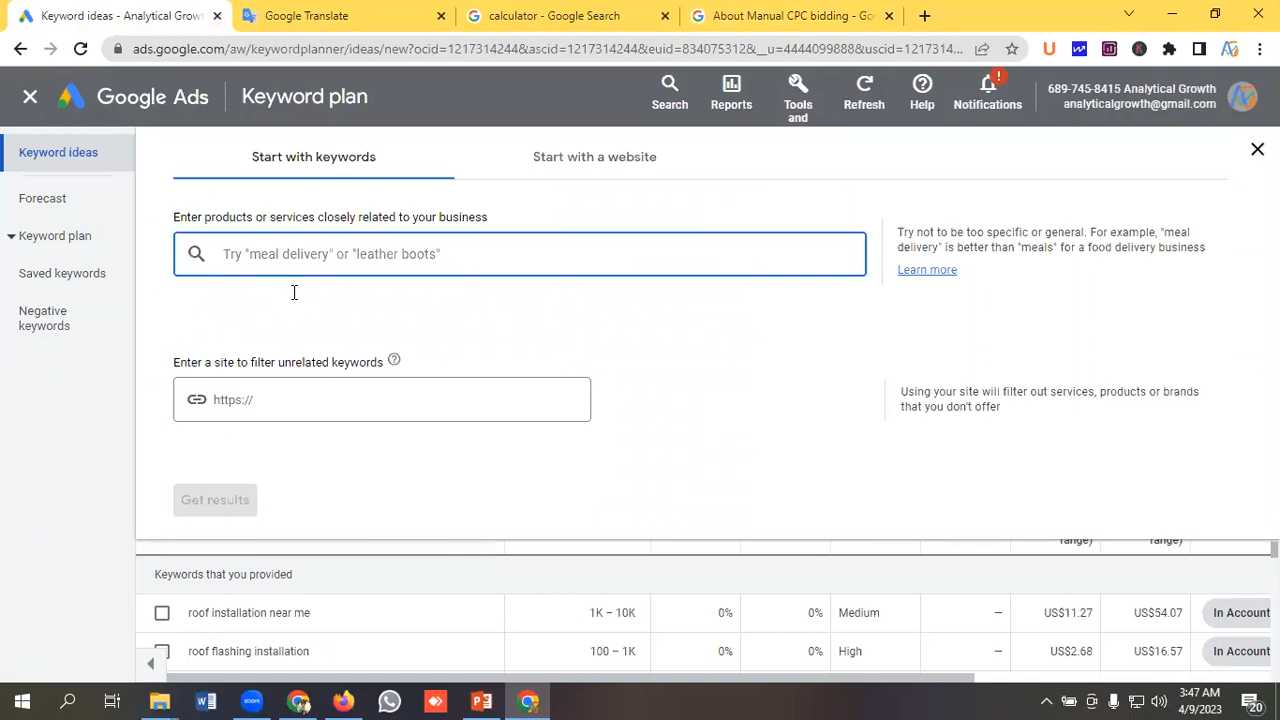 Keyword ideas - Analytical Growt
Google Translate
calculator - Google Search
About Manual CPC bidding - Go
ads.google.com/aw/keywordplanner/ideas/new?ocid=1217314244&ascid=1217314244&euid=834075312&__u=4444099888&uscid=1217314...
Google Ads
Keyword plan
Search
Reports
Tools and
Refresh
Help
!
Notifications
689-745-8415 Analytical Growth
analyticalgrowth@gmail.com
Keyword ideas
Forecast
Keyword plan
Saved keywords
Negative
keywords
Start with keywords
Start with a website
Enter products or services closely related to your business
Try "meal delivery" or "leather boots"
Try not to be too specific or general. For example, "meal
delivery" is better than "meals" for a food delivery business
Learn more
Enter a site to filter unrelated keywords
https://
Using your site will filter out services, products or brands
that you don't offer
Get results
range)
range)
Keywords that you provided
roof installation near me
1K – 10K
0%
0%
Medium
–
US$11.27
US$54.07
In Account
roof flashing installation
100 – 1K
0%
0%
High
–
US$2.68
US$16.57
In Account
3:47 AM
4/9/2023
20